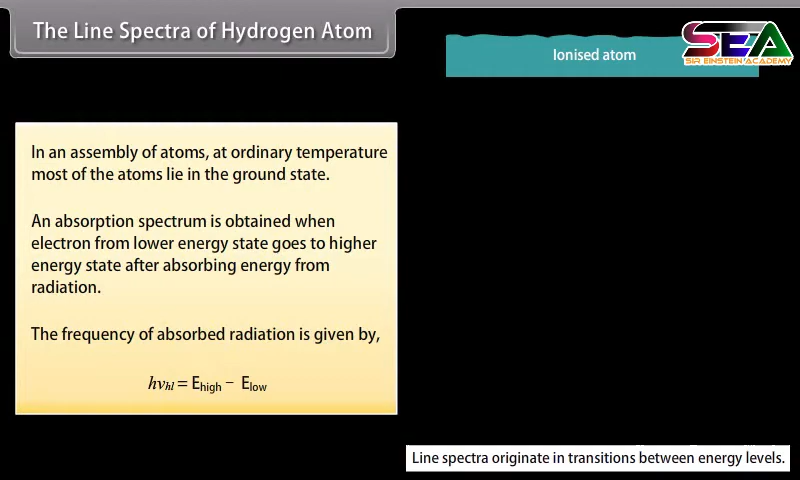 The Line Spectra of Hydrogen Atom
SEA
SIR EINSTEIN ACADEMY
Ionised atom
In an assembly of atoms, at ordinary temperature
most of the atoms lie in the ground state.
An absorption spectrum is obtained when
electron from lower energy state goes to higher
energy state after absorbing energy from
radiation.
The frequency of absorbed radiation is given by,
hνhl = Ehigh − Elow
Line spectra originate in transitions between energy levels.